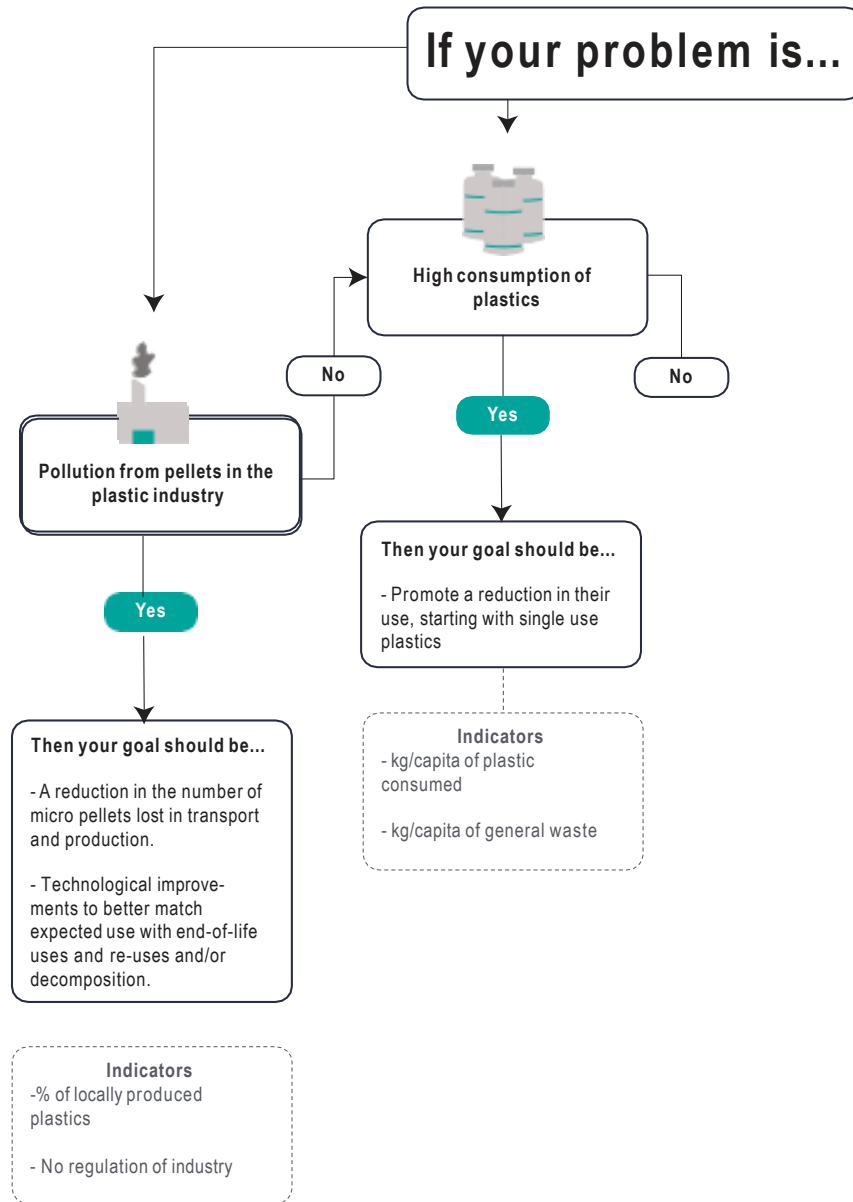 If your problem is...
High consumption of
plastics
No
No
Yes
Pollution from pellets in the
plastic industry
Then your goal should be...
- Promote a reduction in their
use, starting with single use
plastics
Yes
Indicators
- kg/capita of plastic
consumed
- kg/capita of general waste
Then your goal should be...
- A reduction in the number of
micro pellets lost in transport
and production.
- Technological improve-
ments to better match
expected use with end-of-life
uses and re-uses and/or
decomposition.
Indicators
-% of locally produced
plastics
- No regulation of industry